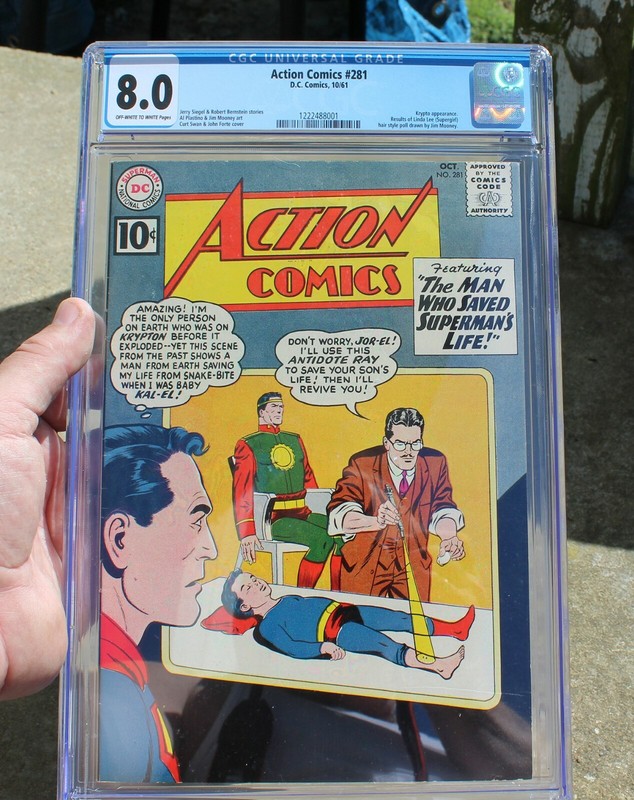 CGC UNIVERSAL GRADE
8.0
OFF-WHITE TO WHITE Pages
Action Comics #281
D.C. Comics, 10/61
Jerry Siegel & Robert Bernstein stories
Al Plastino & Jim Mooney art
Curt Swan & John Forte cover
1222488001
Krypto appearance.
Results of Linda Lee (Supergirl)
hair style poll drawn by Jim Mooney.
SUPERMAN
DC
NATIONAL COMICS
10¢
OCT.
NO. 281
APPROVED
BY THE
COMICS
CODE
AUTHORITY
ACTION
COMICS
Featuring
"THE MAN
WHO SAVED
SUPERMAN'S
LIFE!"
AMAZING! I'M
THE ONLY PERSON
ON EARTH WHO WAS ON
KRYPTON BEFORE IT
EXPLODED--YET THIS SCENE
FROM THE PAST SHOWS A
MAN FROM EARTH SAVING
MY LIFE FROM SNAKE-BITE
WHEN I WAS BABY
KAL-EL!
DON'T WORRY, JOR-EL!
I'LL USE THIS
ANTIDOTE RAY
TO SAVE YOUR SON'S
LIFE! THEN I'LL
REVIVE YOU!